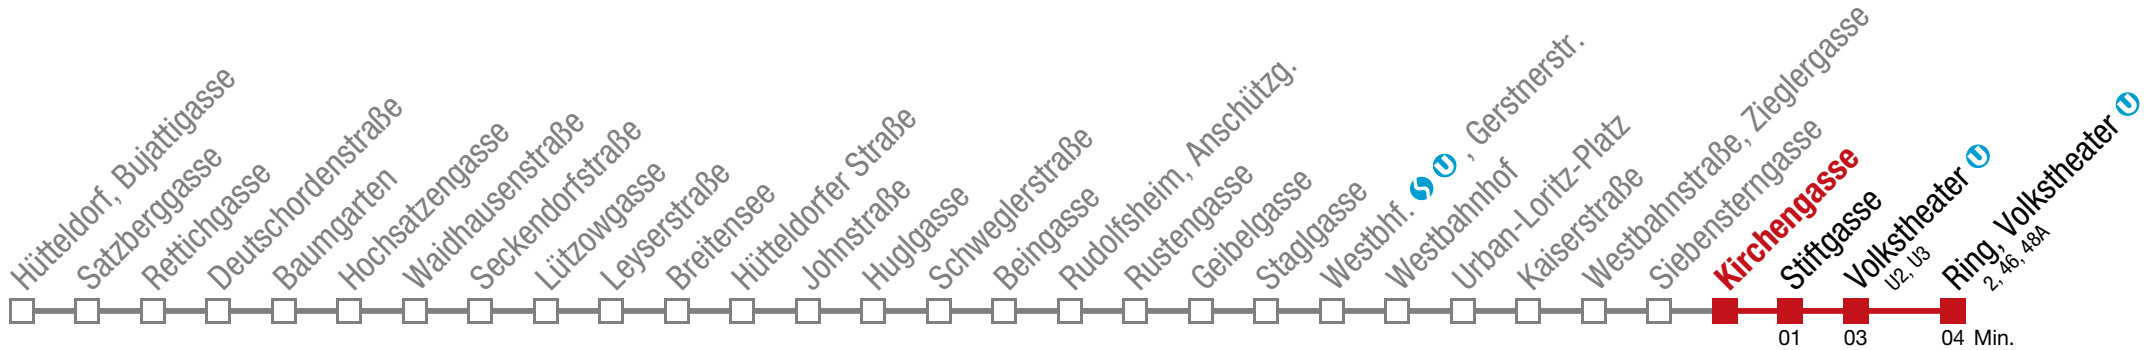 Hütteldorf, Bujattigasse
Satzberggasse
Rettichgasse
Deutschordenstraße
Baumgarten
Hochsatzengasse
Waidhausenstraße
Seckendorfstraße
Lützowgasse
Leyserstraße
Breitensee
Hütteldorfer Straße
Johnstraße
Huglgasse
Schweglerstraße
Beingasse
Rudolfsheim, Anschützg.
Rustengasse
Geibelgasse
Staglgasse
Westbhf. S U , Gerstnerstr.
Westbahnhof
Urban-Loritz-Platz
Kaiserstraße
Westbahnstraße, Zieglergasse
Siebensterngasse
Kirchengasse
Stiftgasse
Volkstheater U
U2, U3
Ring, Volkstheater U
2, 46, 48A
01 03 04 Min.